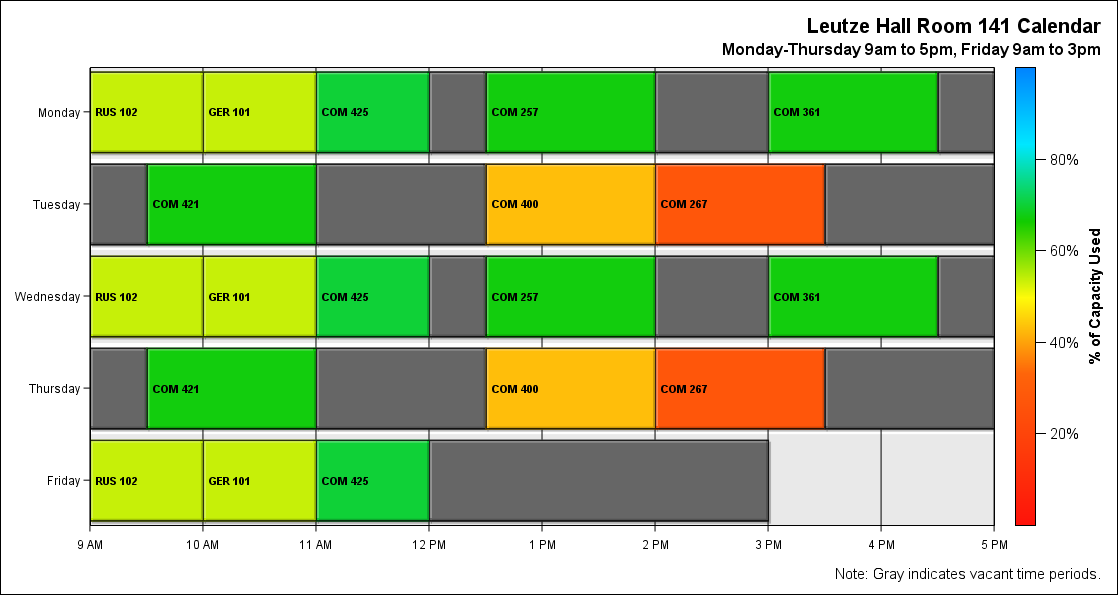 Leutze Hall Room 141 Calendar
Monday-Thursday 9am to 5pm, Friday 9am to 3pm
Monday
RUS 102
GER 101
COM 425
COM 257
COM 361
Tuesday
COM 421
COM 400
COM 267
Wednesday
RUS 102
GER 101
COM 425
COM 257
COM 361
Thursday
COM 421
COM 400
COM 267
Friday
RUS 102
GER 101
COM 425
9 AM
10 AM
11 AM
12 PM
1 PM
2 PM
3 PM
4 PM
5 PM
80%
60%
40%
20%
% of Capacity Used
Note: Gray indicates vacant time periods.